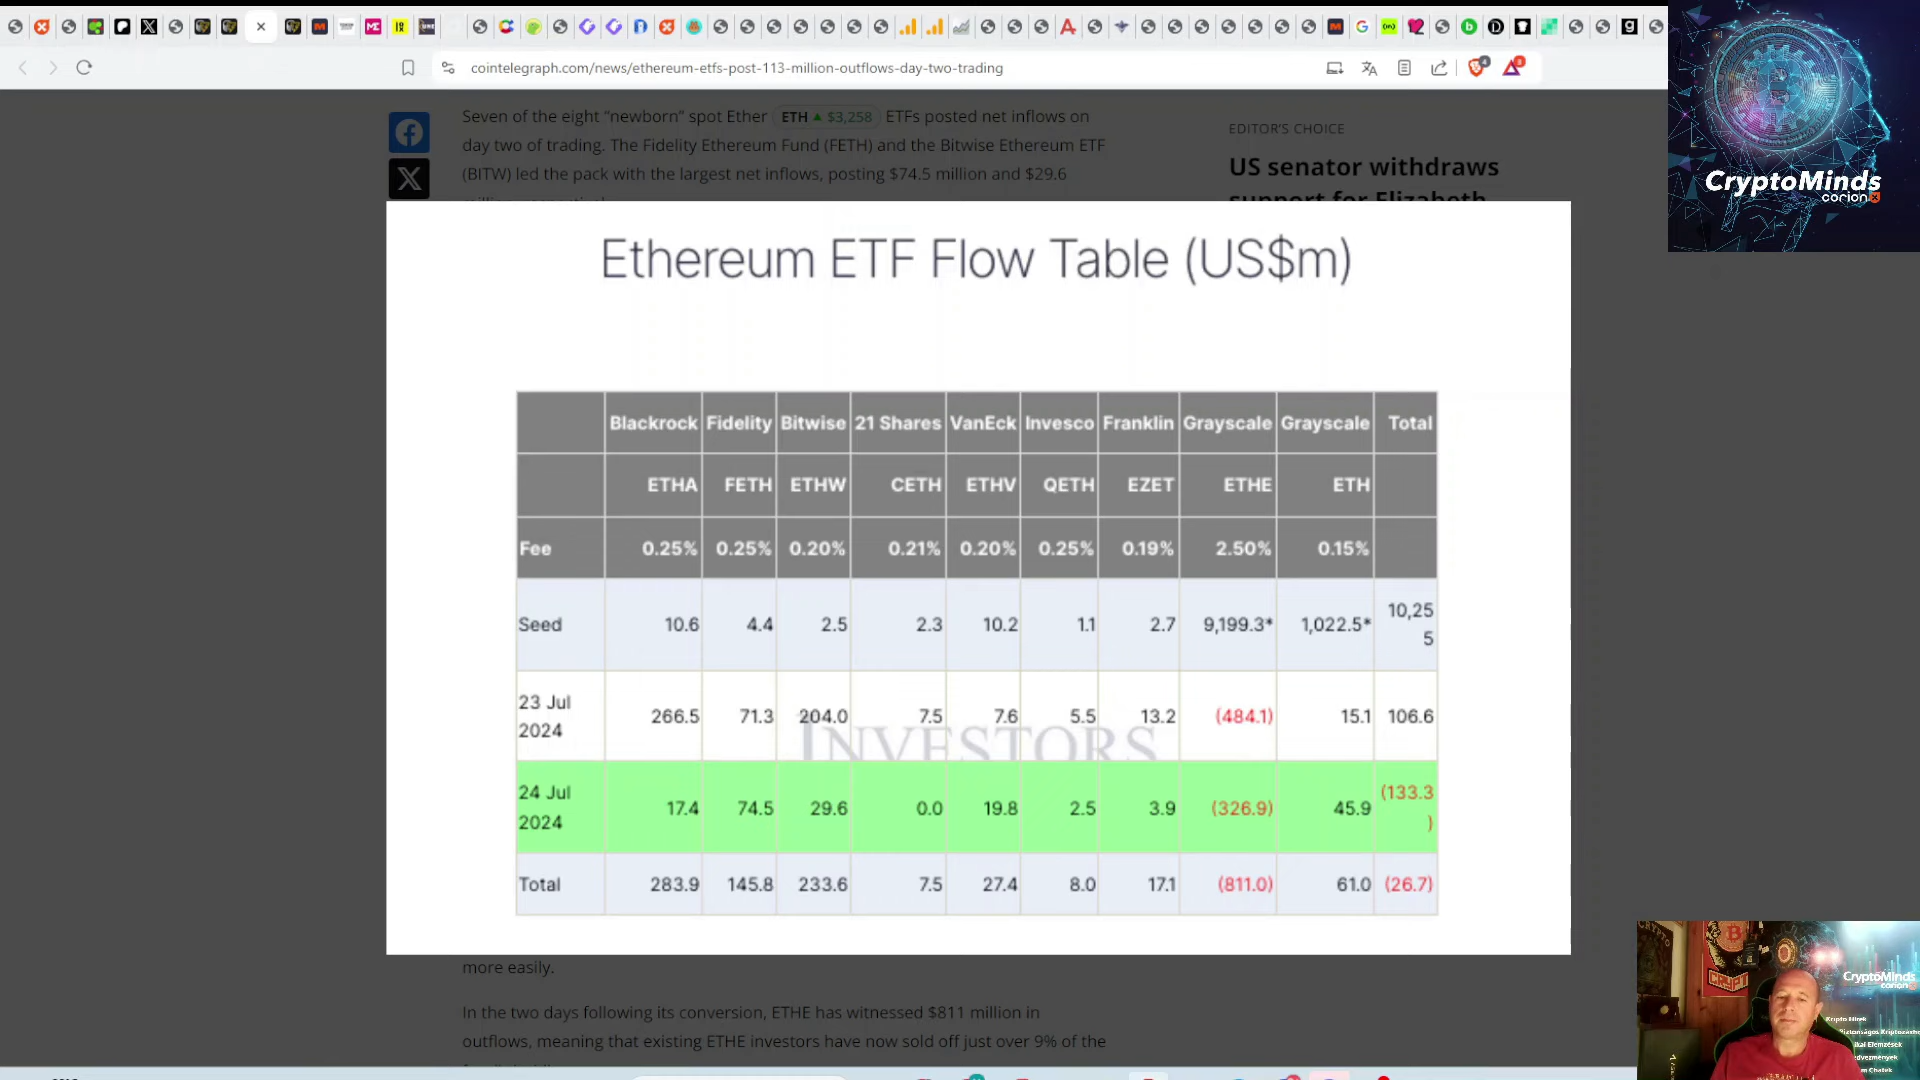 cointelegraph.com/news/ethereum-etfs-post-113-million-outflows-day-two-trading
Seven of the eight “newborn” spot Ether ETH ▲ $3,258 ETFs posted net inflows on
day two of trading. The Fidelity Ethereum Fund (FETH) and the Bitwise Ethereum ETF
(BITW) led the pack with the largest net inflows, posting $74.5 million and $29.6
EDITOR’S CHOICE
US senator withdraws
support for Elizabeth
CryptoMinds
corion
Ethereum ETF Flow Table (US$m)
Blackrock Fidelity Bitwise 21 Shares VanEck Invesco Franklin Grayscale Grayscale Total
ETHA FETH ETHW CETH ETHV QETH EZET ETHE ETH
Fee 0.25% 0.25% 0.20% 0.21% 0.20% 0.25% 0.19% 2.50% 0.15%
Seed 10.6 4.4 2.5 2.3 10.2 1.1 2.7 9,199.3* 1,022.5* 10,25
5
23 Jul
2024 266.5 71.3 204.0 7.5 7.6 5.5 13.2 (484.1) 15.1 106.6
INVESTORS
24 Jul
2024 17.4 74.5 29.6 0.0 19.8 2.5 3.9 (326.9) 45.9 (133.3
)
Total 283.9 145.8 233.6 7.5 27.4 8.0 17.1 (811.0) 61.0 (26.7)
more easily.
In the two days following its conversion, ETHE has witnessed $811 million in
outflows, meaning that existing ETHE investors have now sold off just over 9% of the
CryptoMinds
corion
Kripto Hírek